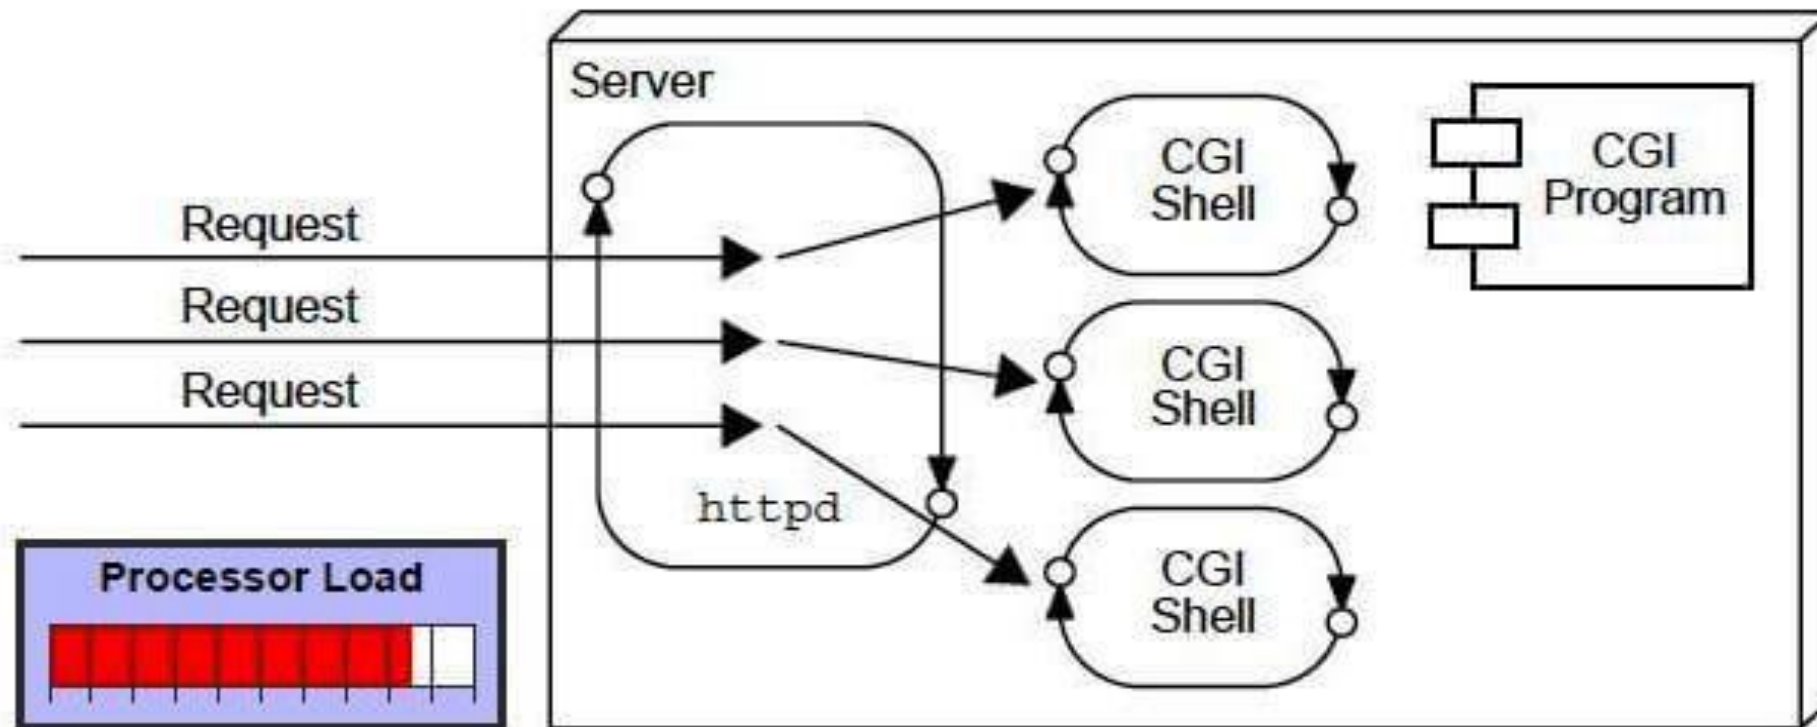 Server
Request
Request
Request
httpd
CGI
Shell
CGI
Shell
CGI
Shell
CGI
Program
Processor Load